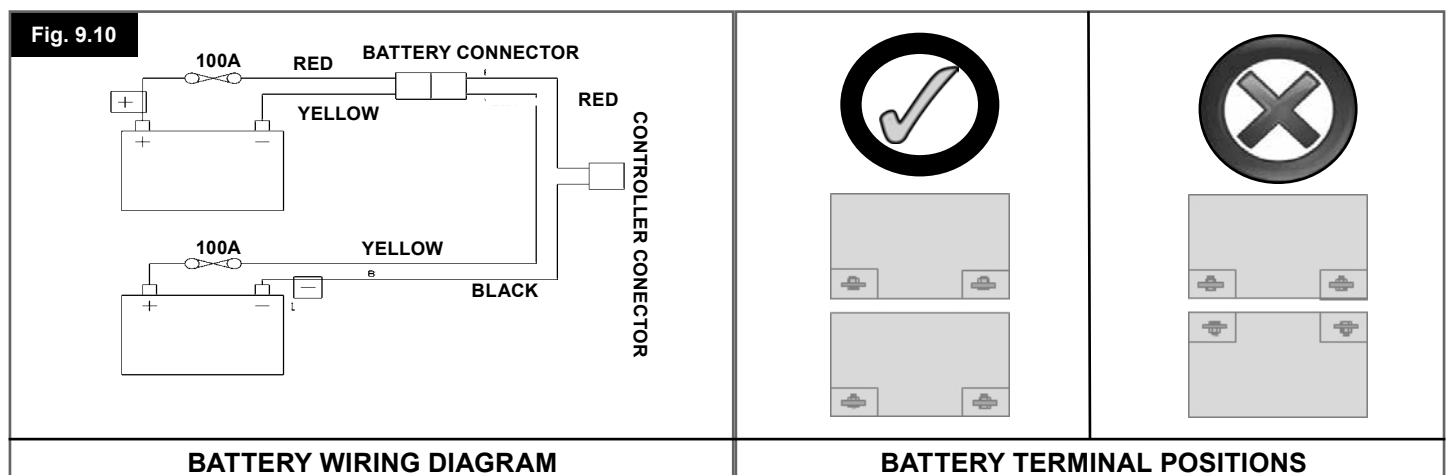 Fig. 9.10
100A
RED
BATTERY CONNECTOR
RED
+
YELLOW
+ −
CONTROLLER CONECTOR
100A
YELLOW
B
−
BLACK
+ −
I
BATTERY WIRING DIAGRAM
BATTERY TERMINAL POSITIONS